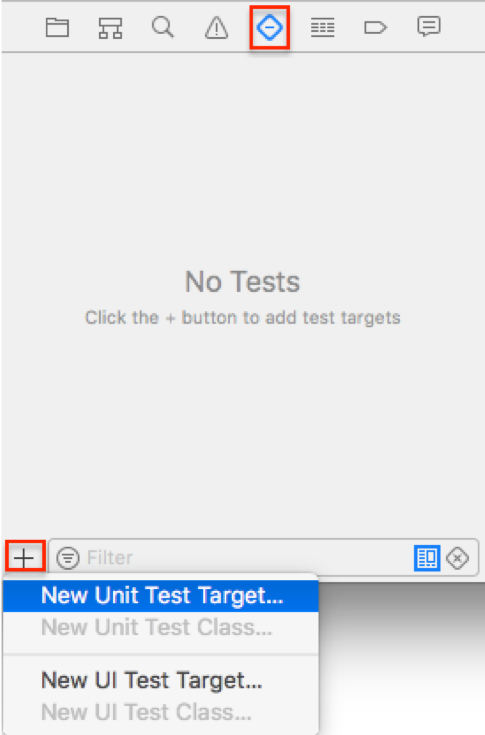 No Tests
Click the + button to add test targets
Filter
New Unit Test Target...
New Unit Test Class...
New UI Test Target...
New UI Test Class...